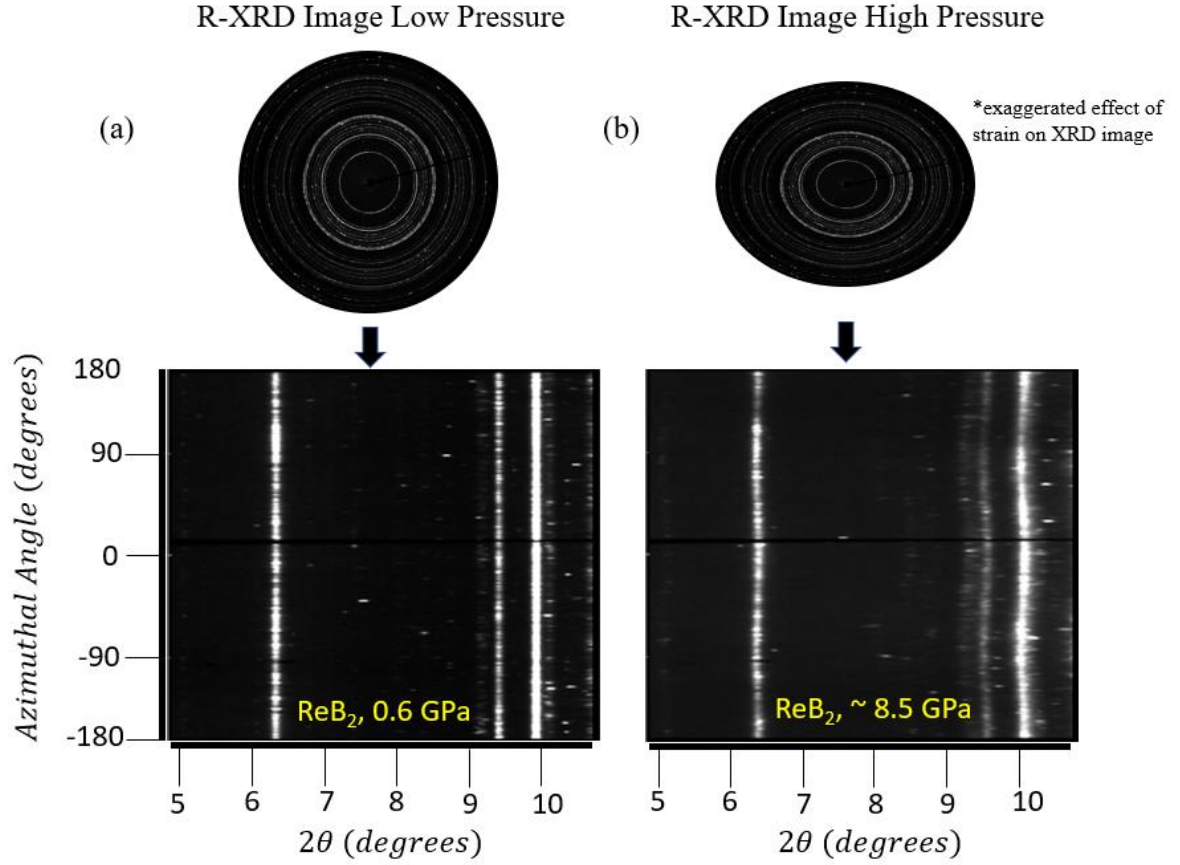 R-XRD Image Low Pressure
R-XRD Image High Pressure
(a)
(b)
*exaggerated effect of
strain on XRD image
Azimuthal Angle (degrees)
180
90
0
-90
-180
ReB₂, 0.6 GPa
ReB₂, ~ 8.5 GPa
5 6 7 8 9 10
5 6 7 8 9 10
2θ (degrees)
2θ (degrees)